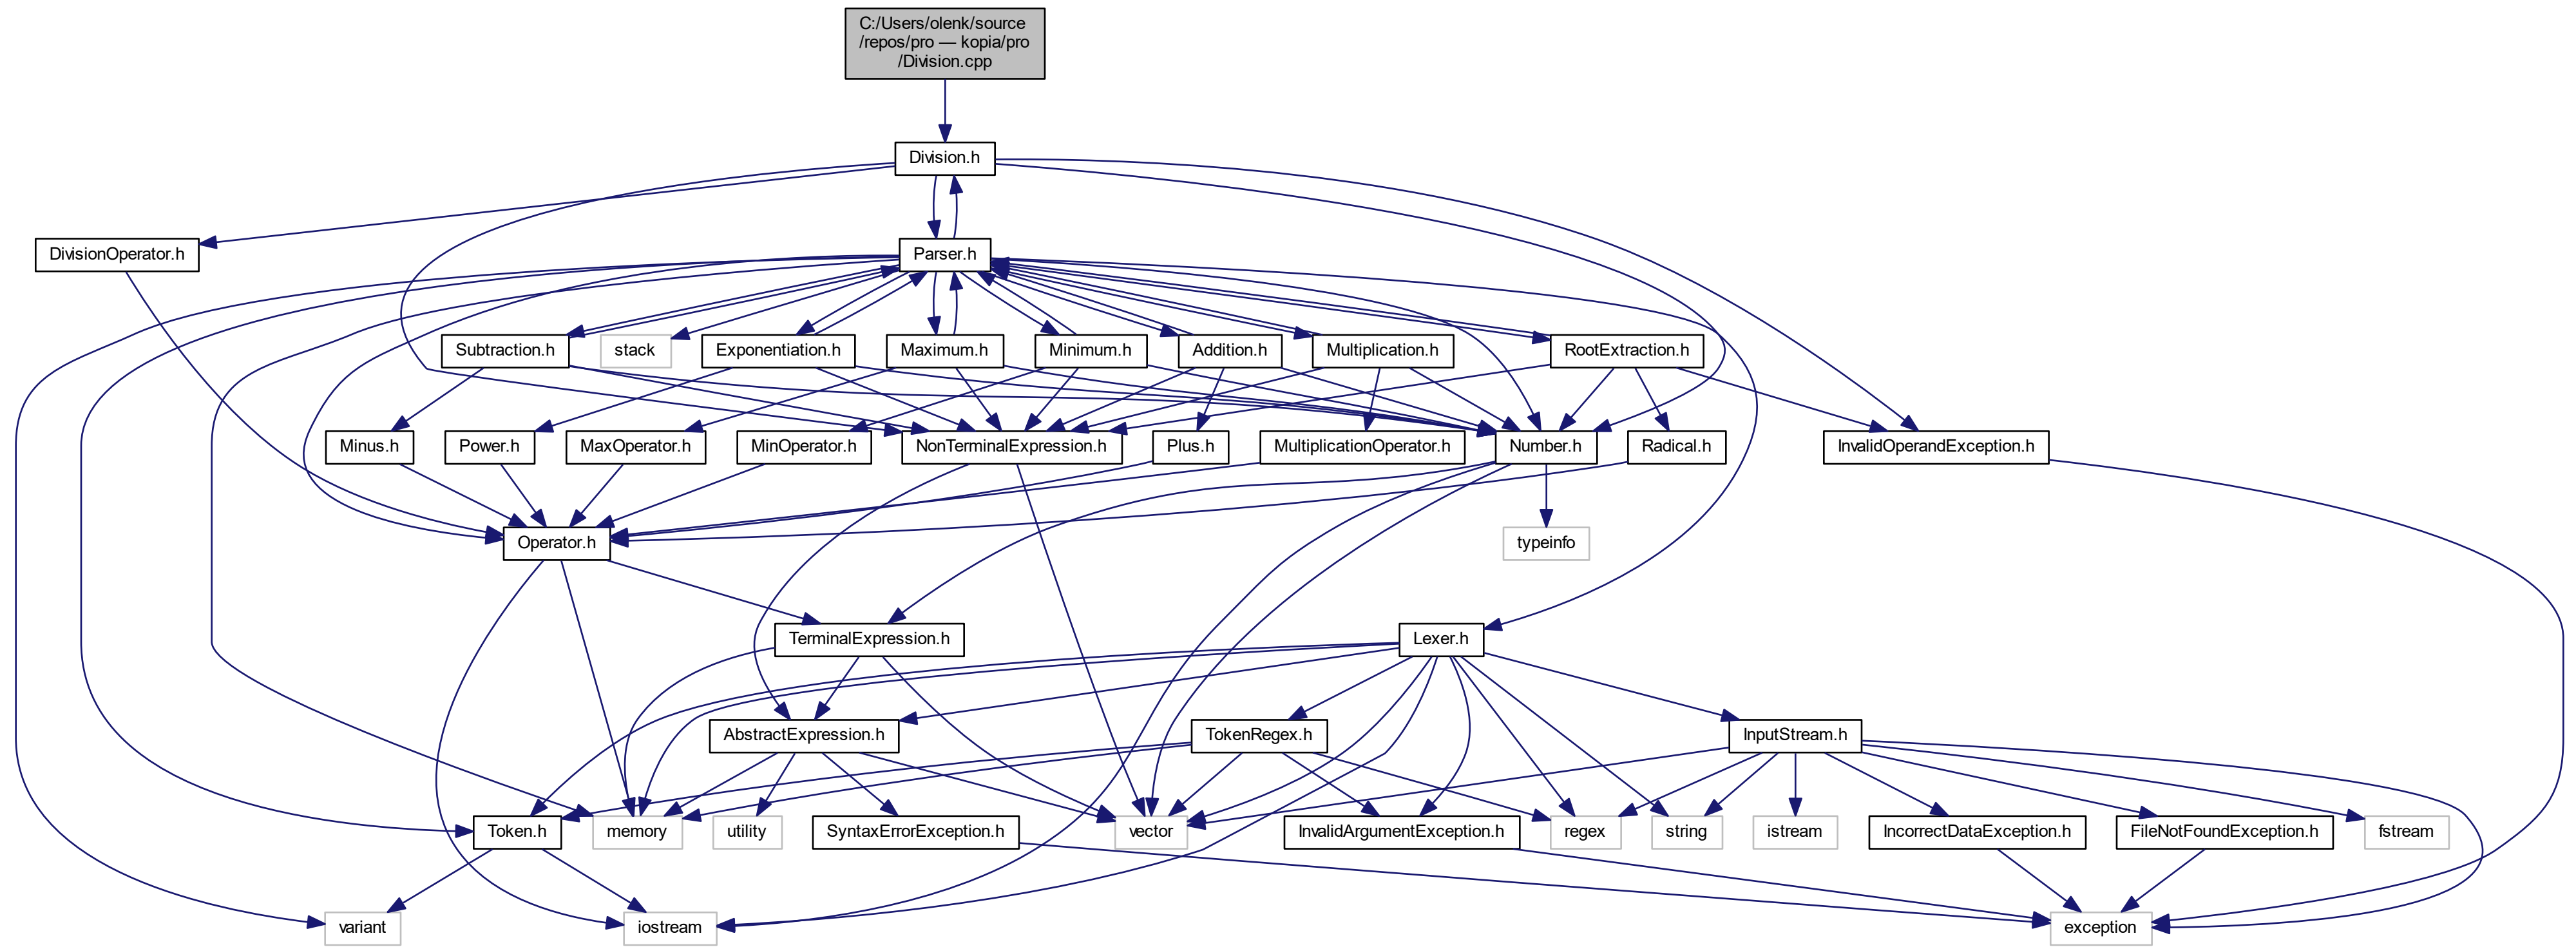 C:/Users/olenk/source
/repos/pro — kopia/pro
/Division.cpp
Division.h
DivisionOperator.h
Parser.h
Subtraction.h
stack
Exponentiation.h
Maximum.h
Minimum.h
Addition.h
Multiplication.h
RootExtraction.h
Minus.h
Power.h
MaxOperator.h
MinOperator.h
NonTerminalExpression.h
Plus.h
MultiplicationOperator.h
Number.h
Radical.h
InvalidOperandException.h
Operator.h
typeinfo
TerminalExpression.h
Lexer.h
AbstractExpression.h
TokenRegex.h
InputStream.h
Token.h
memory
utility
SyntaxErrorException.h
vector
InvalidArgumentException.h
regex
string
istream
IncorrectDataException.h
FileNotFoundException.h
fstream
variant
iostream
exception